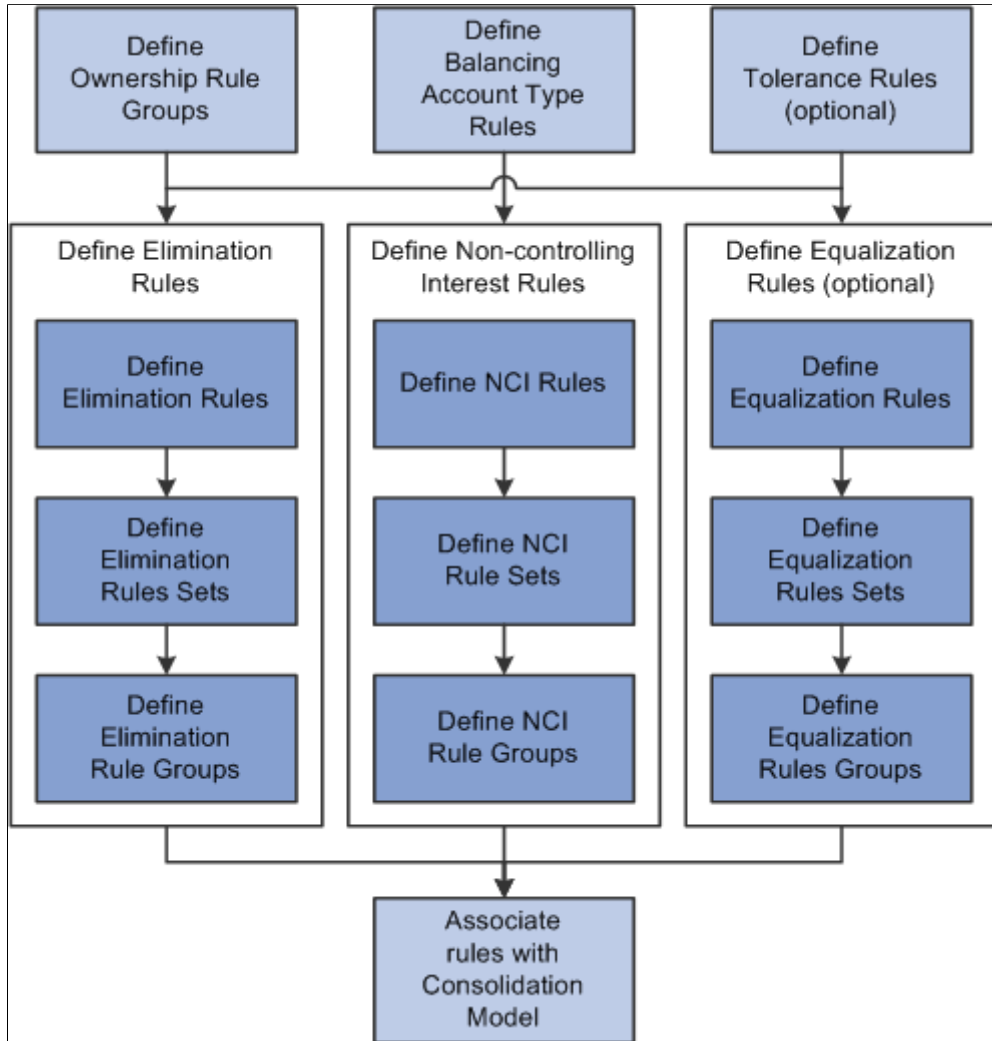 Define
Ownership Rule
Groups
Define
Balancing
Account Type
Rules
Define
Tolerance Rules
(optional)
Define Elimination
Rules
Define
Elimination Rules
Define
Elimination
Rules Sets
Define
Elimination
Rule Groups
Define Non-controlling
Interest Rules
Define NCI Rules
Define NCI
Rule Sets
Define NCI
Rule Groups
Define Equalization
Rules (optional)
Define
Equalization Rules
Define
Equalization
Rules Sets
Define
Equalization
Rules Groups
Associate
rules with
Consolidation
Model